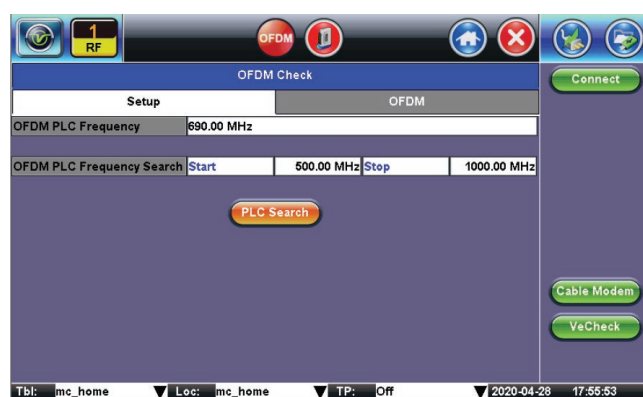 1
RF
OFDM
OFDM Check
Connect
Setup
OFDM
OFDM PLC Frequency 690.00 MHz
OFDM PLC Frequency Search Start 500.00 MHz Stop 1000.00 MHz
PLC Search
Cable Modem
VeCheck
Tbl: mc_home Loc: mc_home TP: Off 2020-04-28 17:55:53